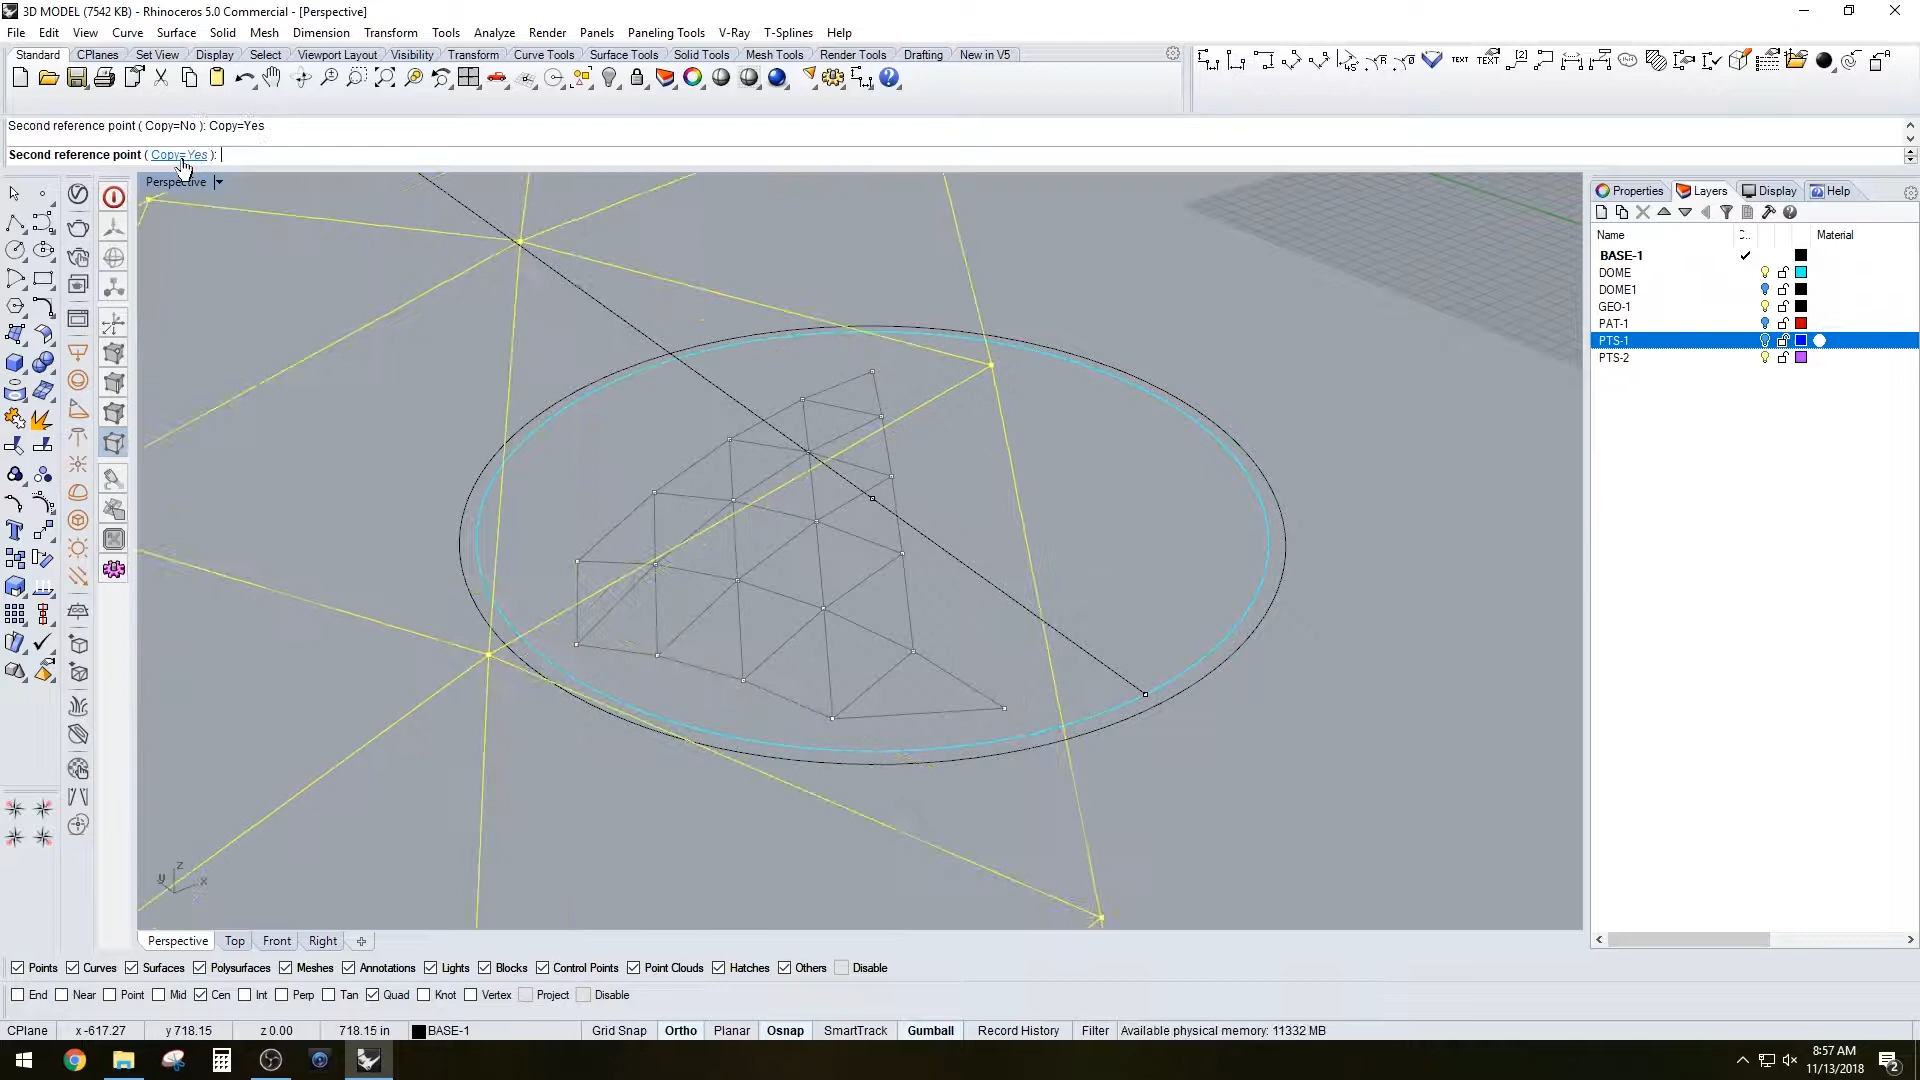 3D MODEL (7542 KB) - Rhinoceros 5.0 Commercial - [Perspective]
File Edit View Curve Surface Solid Mesh Dimension Transform Tools Analyze Render Panels Paneling Tools V-Ray T-Splines Help
Standard CPlanes Set View Display Select Viewport Layout Visibility Transform Curve Tools Surface Tools Solid Tools Mesh Tools Render Tools Drafting New in V5
TEXT TEXT
Second reference point ( Copy=No ): Copy=Yes
Second reference point ( Copy=Yes ):
Perspective
Properties Layers Display Help
Name C.. Material
BASE-1
DOME
DOME1
GEO-1
PAT-1
PTS-1
PTS-2
z
y x
Perspective Top Front Right
Points Curves Surfaces Polysurfaces Meshes Annotations Lights Blocks Control Points Point Clouds Hatches Others Disable
End Near Point Mid Cen Int Perp Tan Quad Knot Vertex Project Disable
CPlane x -617.27 y 718.15 z 0.00 718.15 in BASE-1 Grid Snap Ortho Planar Osnap SmartTrack Gumball Record History Filter Available physical memory: 11332 MB
8:57 AM
11/13/2018
2